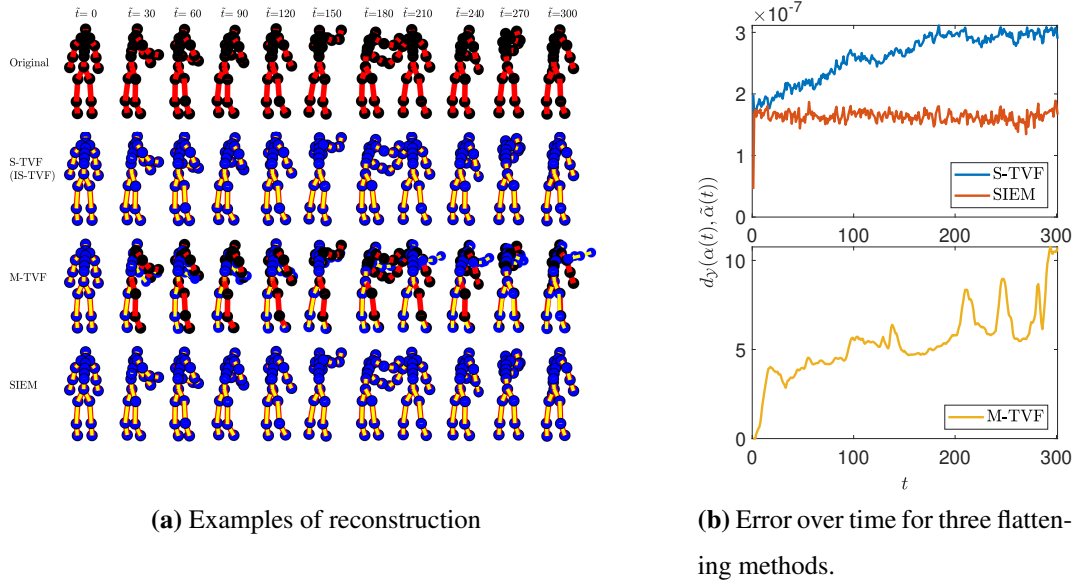 t̃= 0 t̃= 30 t̃= 60 t̃= 90 t̃=120 t̃=150 t̃=180 t̃=210 t̃=240 t̃=270 t̃=300
Original
S-TVF
(IS-TVF)
M-TVF
SIEM
×10⁻⁷
3
2
1
0
0 100 200 300
S-TVF
SIEM
d_y(α(t), α̃(t))
10
5
0
0 100 200 300
M-TVF
t
(a) Examples of reconstruction
(b) Error over time for three flatten-
ing methods.